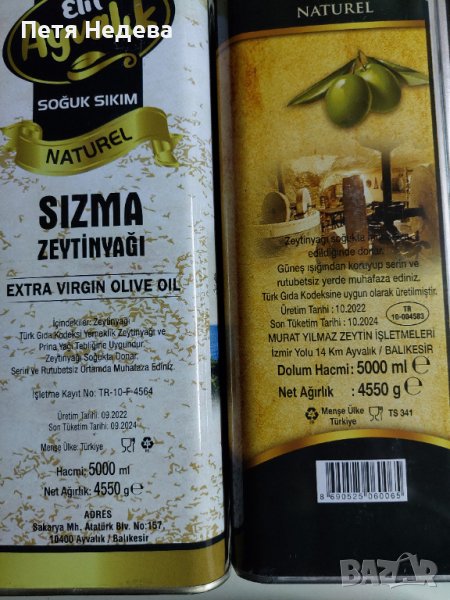 Петя Недева
Elit
Ayvalık
SOĞUK SIKIM
NATUREL
SIZMA
ZEYTİNYAĞI
EXTRA VIRGIN OLIVE OIL
İçindekiler: Zeytinyağı
Türk Gıda Kodeksi Yemeklik Zeytinyağı ve
Prina Yağı Tebliğine Uygundur.
Zeytinyağı Soğukta Donar.
Serin ve Rutubetsiz Ortamda Muhafaza Ediniz.
İşletme Kayıt No: TR-10-F-4564
Üretim Tarihi: 09.2022
Son Tüketim Tarihi: 09.2024
Menşe Ülke: Türkiye
Hacmi: 5000 ml
Net Ağırlık: 4550 g e
ADRES
Sakarya Mh. Atatürk Blv. No:157
10400 Ayvalık / Balıkesir
NATUREL
Zeytinyağı soğukta
edildiğinde donar.
Güneş ışığından koruyup serin ve
rutubetsiz yerde muhafaza ediniz.
Türk Gıda Kodeksine uygun olarak üretilmiştir.
Üretim Tarihi : 10.2022
Son Tüketim Tarihi : 10.2024
TR
10-004583
MURAT YILMAZ ZEYTİN İŞLETMELERİ
İzmir Yolu 14 Km Ayvalık / BALIKESİR
Dolum Hacmi : 5000 ml e
Net Ağırlık : 4550 g
Menşe Ülke
Türkiye
TS 341
8 690525 060065
BAZAR